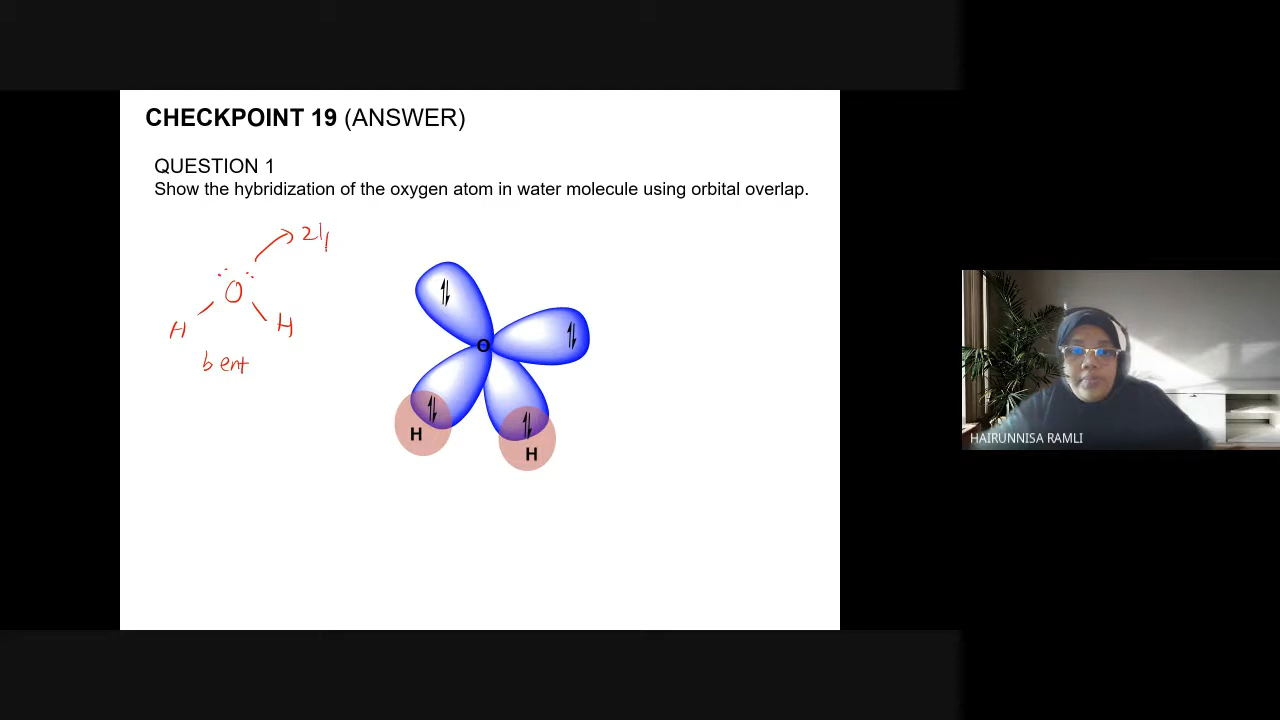 CHECKPOINT 19 (ANSWER)
QUESTION 1
Show the hybridization of the oxygen atom in water molecule using orbital overlap.
O
H H
bent
O
H
H
HAIRUNNISA RAMLI